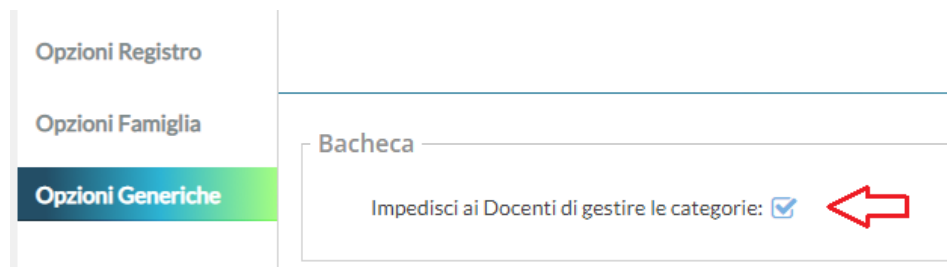 Opzioni Registro
Opzioni Famiglia
Opzioni Generiche
Bacheca
Impedisci ai Docenti di gestire le categorie: